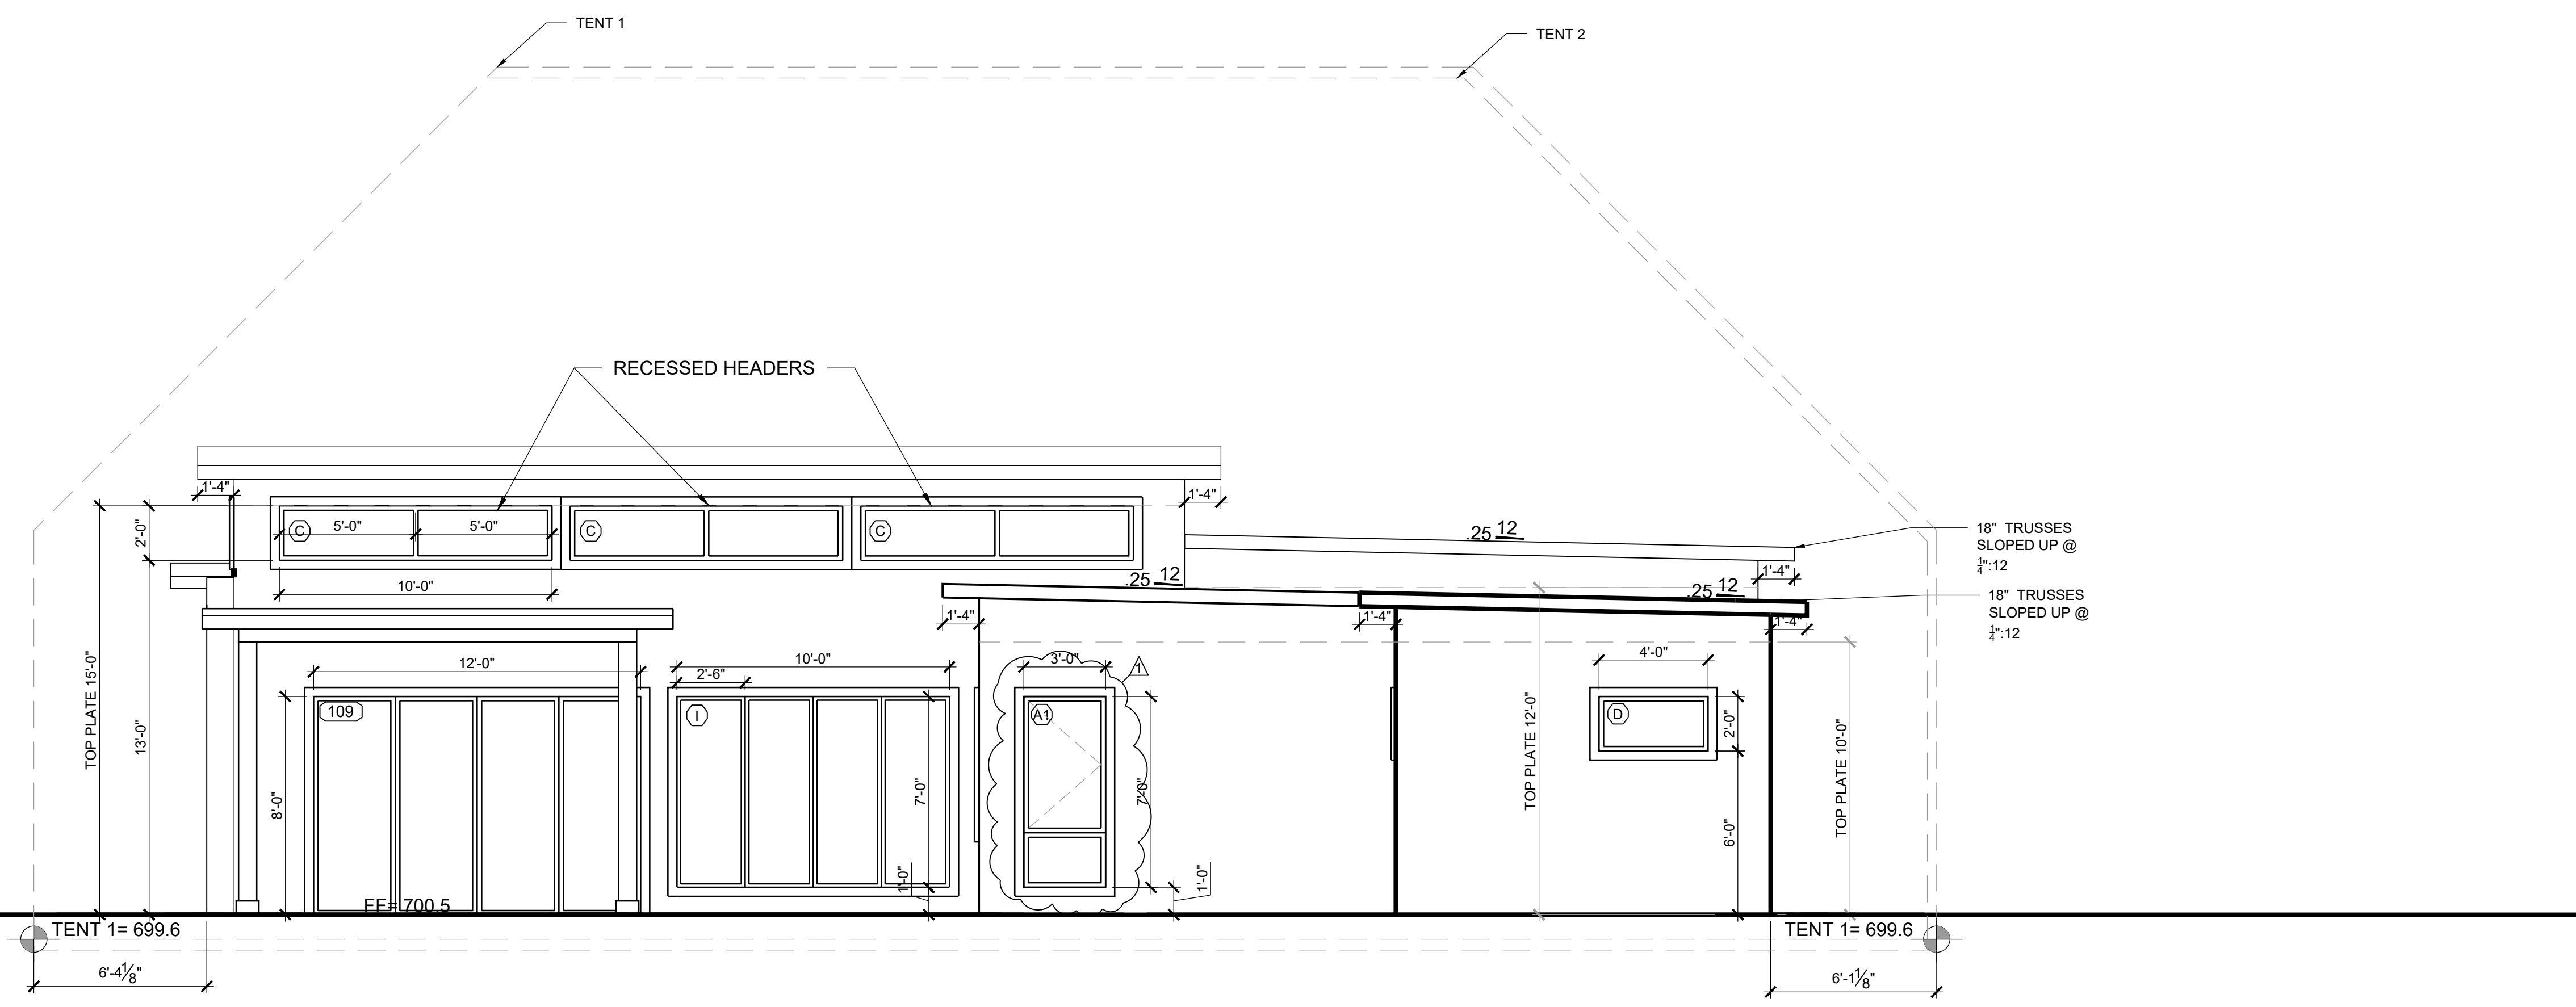 TENT 1
TENT 2
RECESSED HEADERS
1'-4"
1'-4"
2'-0"
C
5'-0"
5'-0"
C
C
10'-0"
.25 12
18" TRUSSES
SLOPED UP @
1/4":12
.25 12
1'-4"
.25 12
18" TRUSSES
SLOPED UP @
1/4":12
1'-4"
1'-4"
1'-4"
TOP PLATE 15'-0"
13'-0"
12'-0"
10'-0"
2'-6"
3'-0"
1
4'-0"
109
I
A1
D
2'-0"
8'-0"
7'-0"
7'-0"
TOP PLATE 12'-0"
6'-0"
TOP PLATE 10'-0"
1'-0"
1'-0"
FF= 700.5
TENT 1= 699.6
TENT 1= 699.6
6'-4 1/8"
6'-1 1/8"